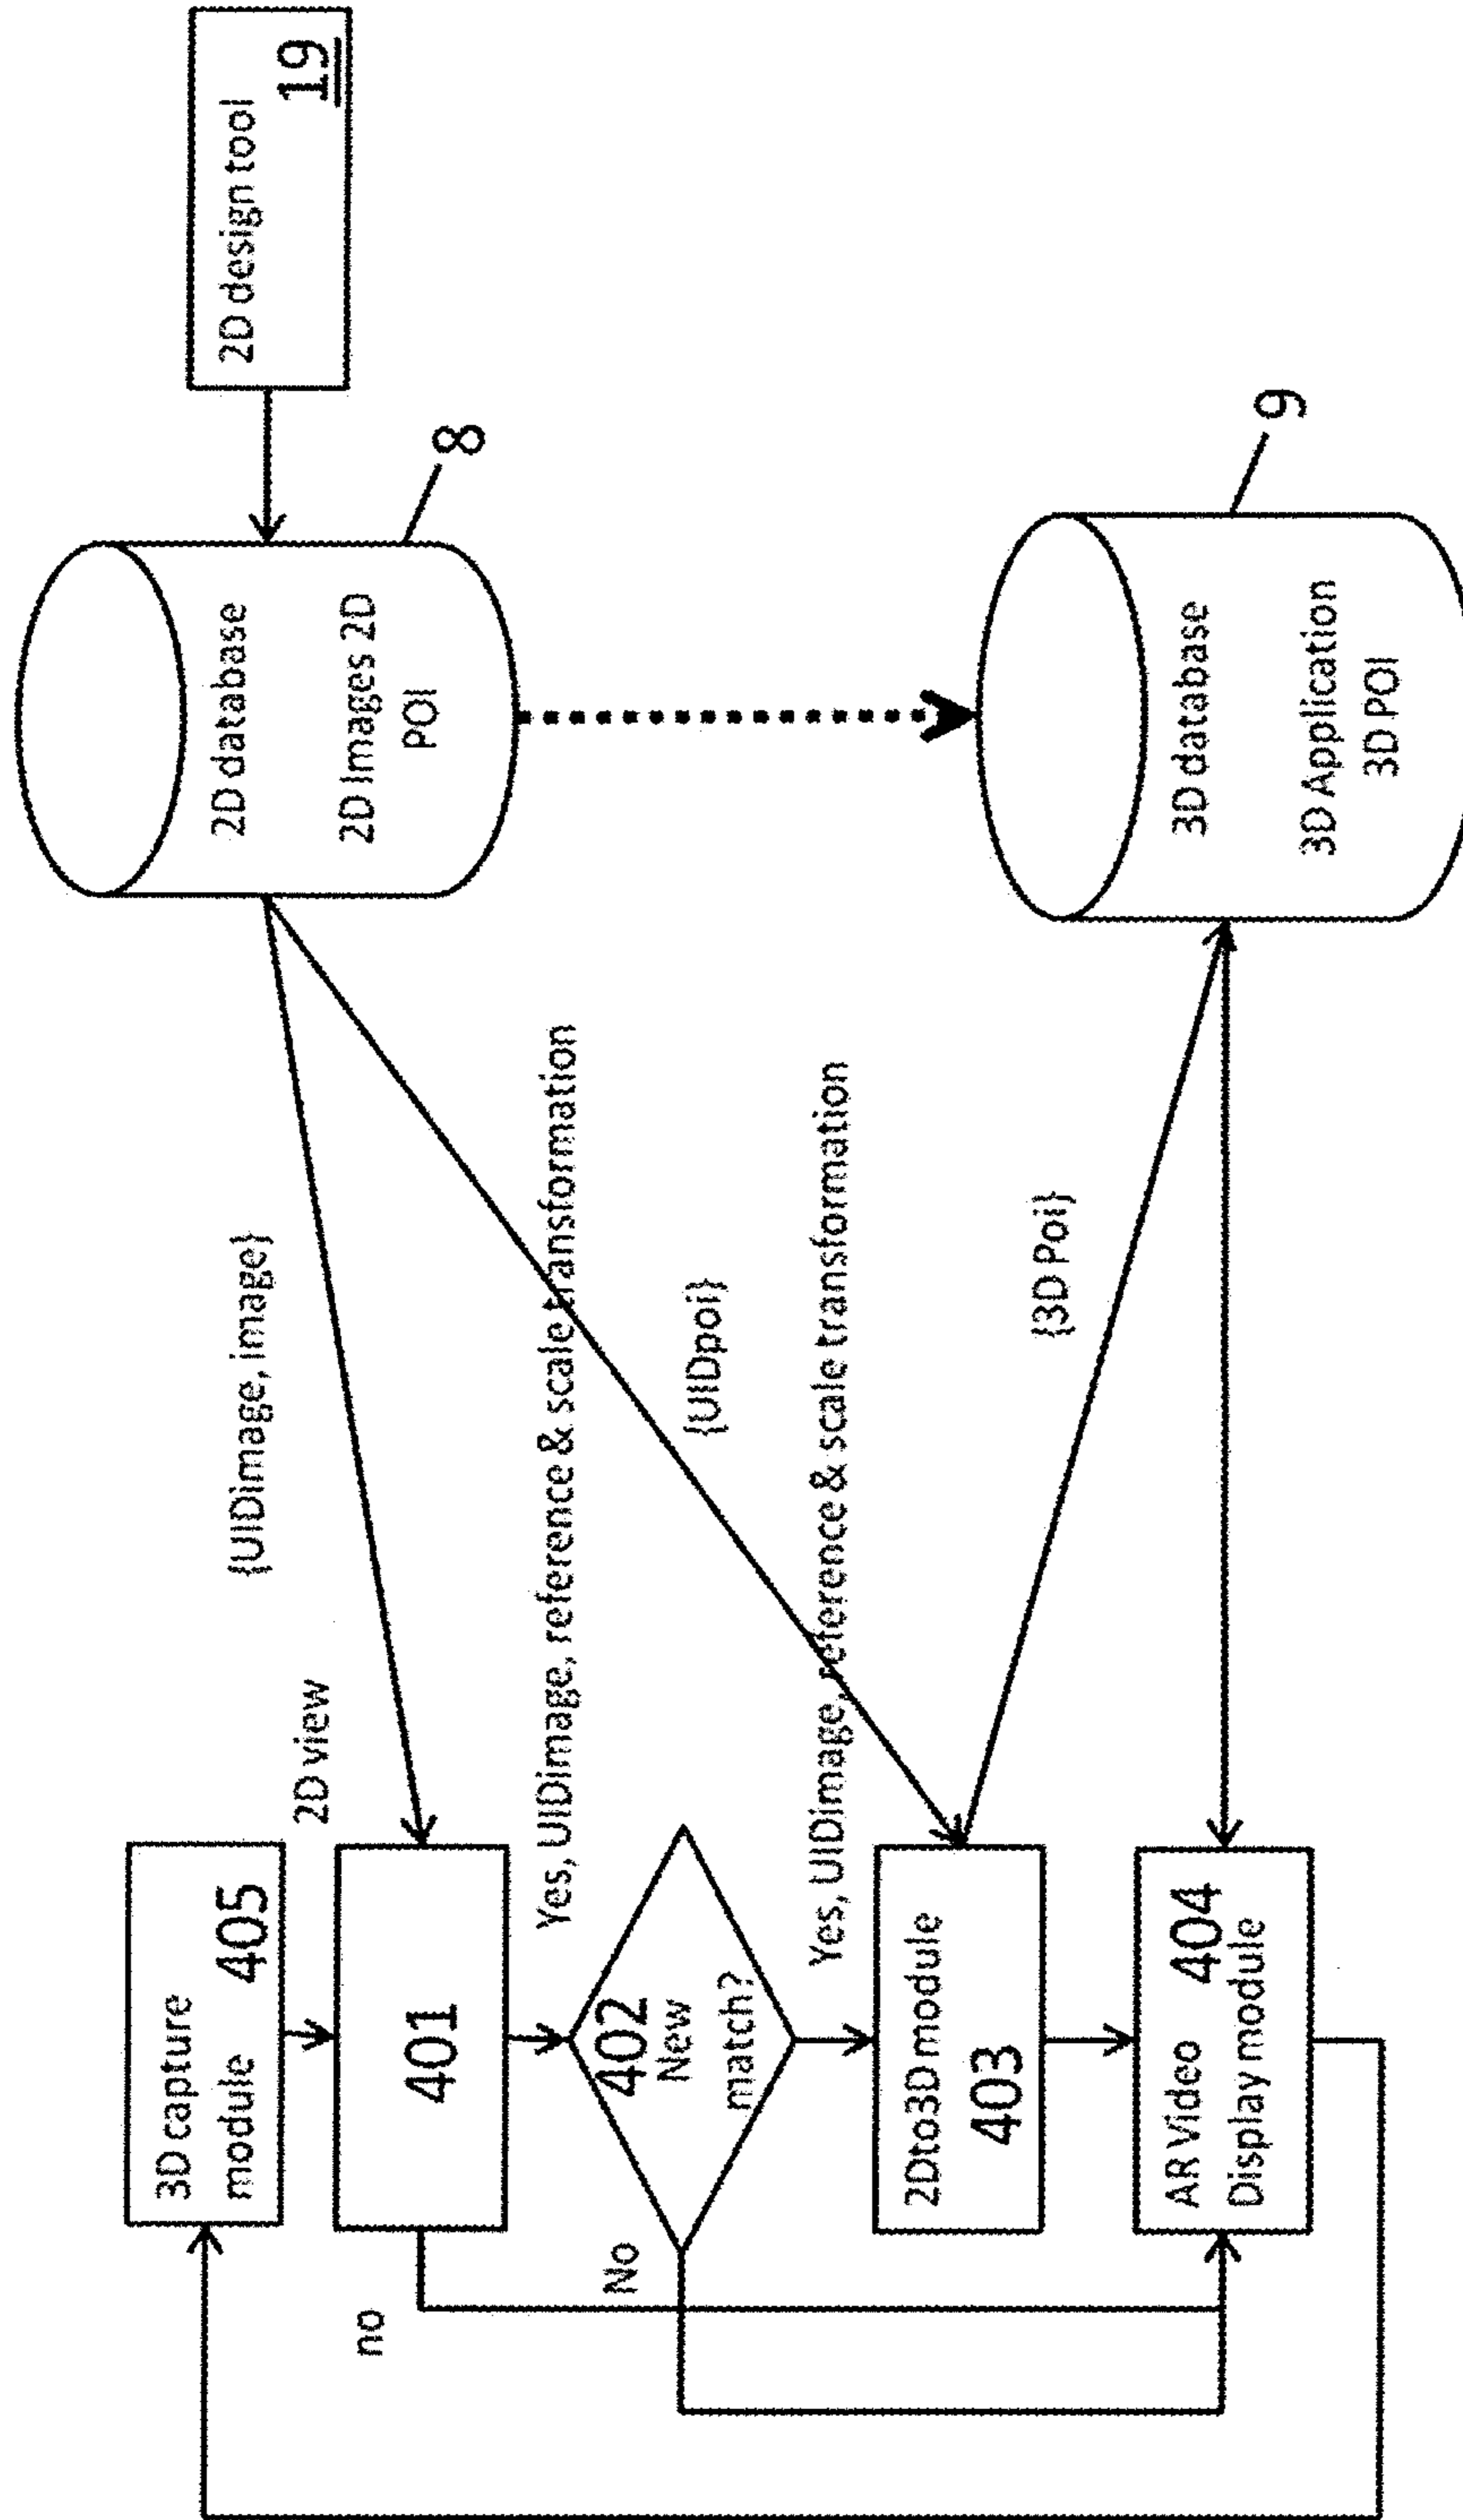 3D capture
module 405
2D view
401
no
{UIDimage, image}
Yes, UIDimage, reference & scale transformation
402
New
match?
No
{UIDpoi}
Yes, UIDimage, reference & scale transformation
2Dto3D module
403
{3D Poi}
AR Video 404
Display module
2D database
2D Images 2D
POI
8
2D design tool
19
3D database
3D Application
3D POI
9